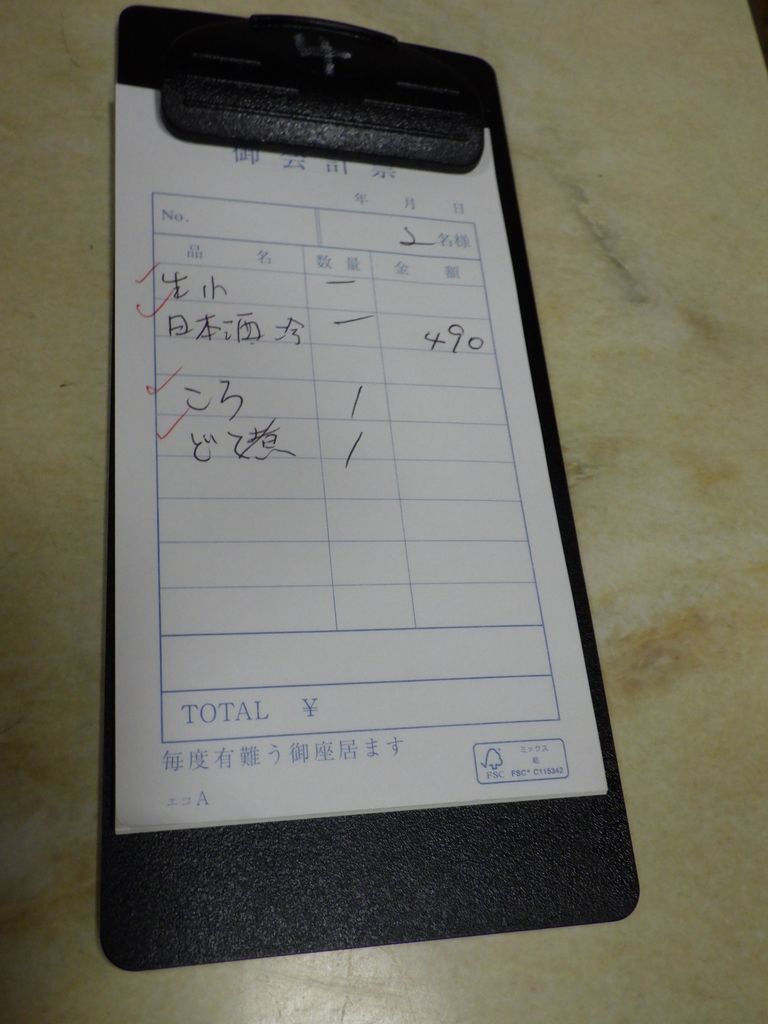 4
御会計票
年 月 日
No. 2名様
品名 数量 金額
生小 一
日本酒 冷 一 490
ころ 1
どて煮 1
TOTAL ¥
毎度有難う御座居ます
ミックス
紙
FSC FSC® C115342
エコA